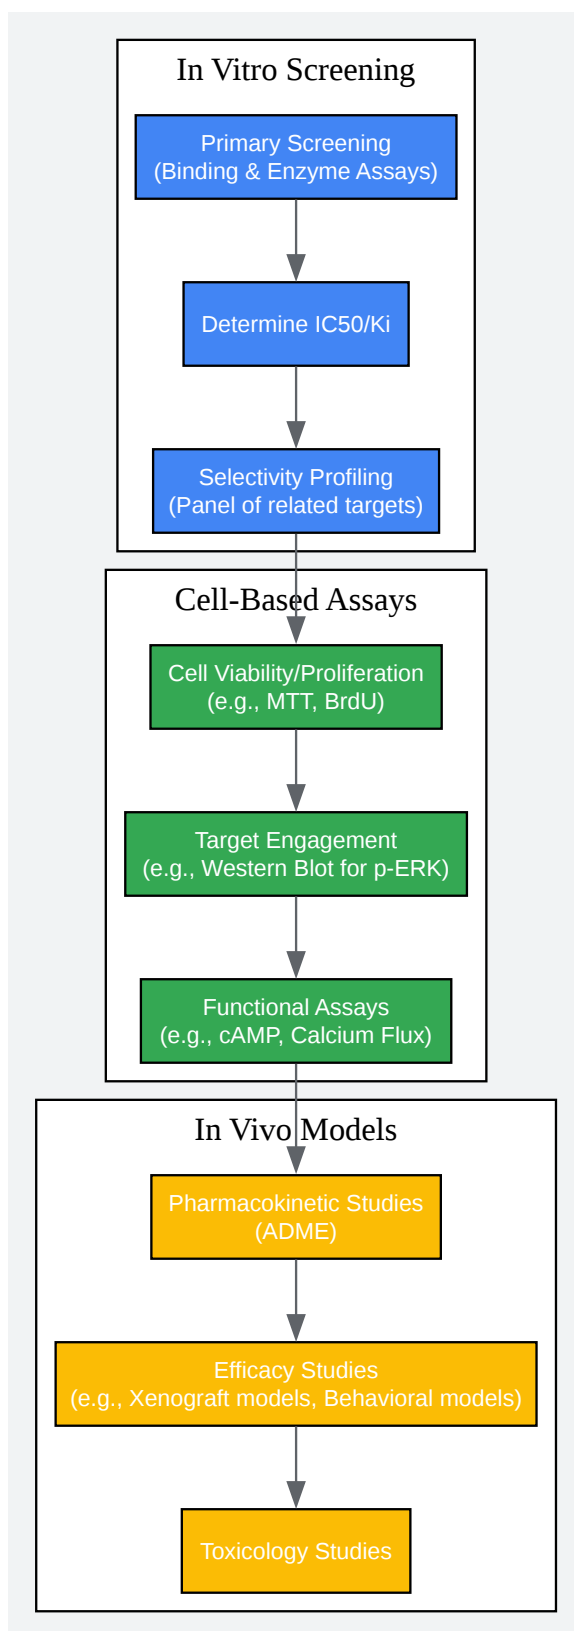 In Vitro Screening
Primary Screening
(Binding & Enzyme Assays)
Determine IC50/Ki
Selectivity Profiling
(Panel of related targets)
Cell-Based Assays
Cell Viability/Proliferation
(e.g., MTT, BrdU)
Target Engagement
(e.g., Western Blot for p-ERK)
Functional Assays
(e.g., cAMP, Calcium Flux)
In Vivo Models
Pharmacokinetic Studies
(ADME)
Efficacy Studies
(e.g., Xenograft models, Behavioral models)
Toxicology Studies